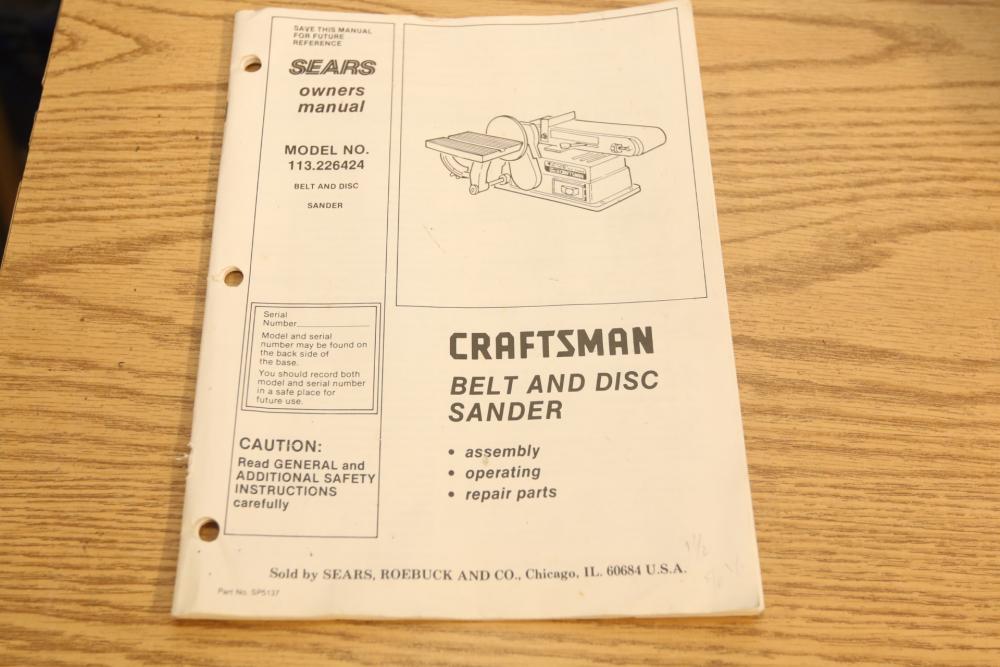 SAVE THIS MANUAL
FOR FUTURE
REFERENCE
SEARS
owners
manual
MODEL NO.
113.226424
BELT AND DISC
SANDER
Serial
Number
Model and serial
number may be found on
the back side of
the base.
You should record both
model and serial number
in a safe place for
future use.
CAUTION:
Read GENERAL and
ADDITIONAL SAFETY
INSTRUCTIONS
carefully
CRAFTSMAN
BELT AND DISC
SANDER
• assembly
• operating
• repair parts
Sold by SEARS, ROEBUCK AND CO., Chicago, IL. 60684 U.S.A.
Part No. SP5137